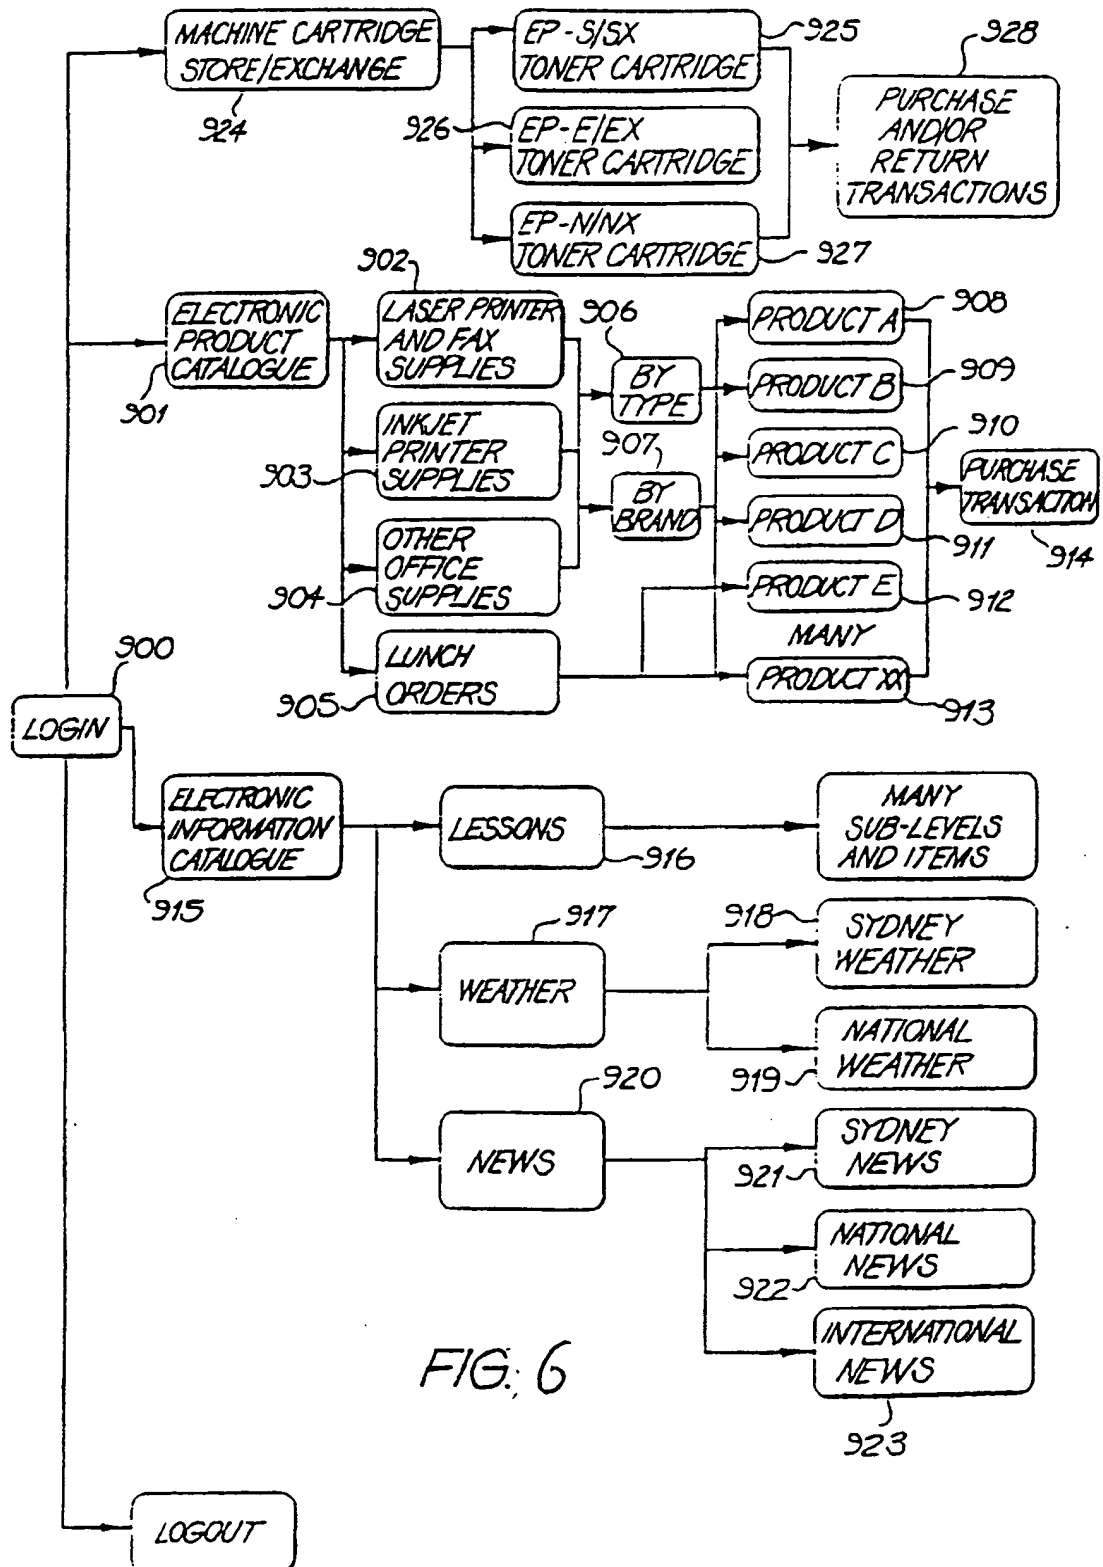 MACHINE CARTRIDGE
STORE/EXCHANGE
924
EP-S/SX
TONER CARTRIDGE
925
926
EP-E/EX
TONER CARTRIDGE
EP-N/NX
TONER CARTRIDGE
927
928
PURCHASE
AND/OR
RETURN
TRANSACTIONS
ELECTRONIC
PRODUCT
CATALOGUE
901
902
LASER PRINTER
AND FAX
SUPPLIES
INKJET
PRINTER
SUPPLIES
903
OTHER
OFFICE
SUPPLIES
904
LUNCH
ORDERS
905
906
BY
TYPE
907
BY
BRAND
PRODUCT A
908
PRODUCT B
909
PRODUCT C
910
PRODUCT D
911
PRODUCT E
912
MANY
PRODUCT XX
913
PURCHASE
TRANSACTION
914
900
LOGIN
ELECTRONIC
INFORMATION
CATALOGUE
915
LESSONS
916
MANY
SUB-LEVELS
AND ITEMS
917
WEATHER
918
SYDNEY
WEATHER
NATIONAL
WEATHER
919
920
NEWS
SYDNEY
NEWS
921
NATIONAL
NEWS
922
INTERNATIONAL
NEWS
923
FIG. 6
LOGOUT